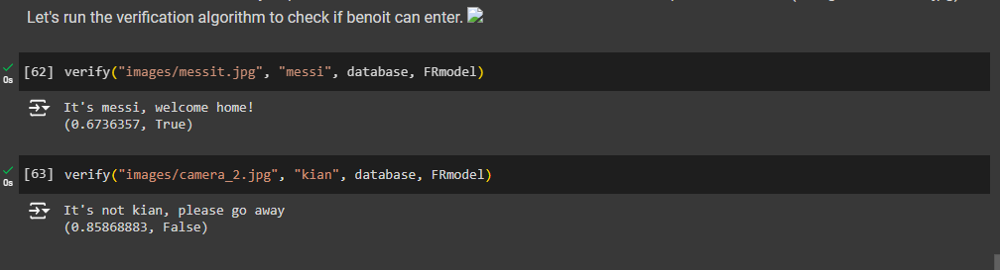 Let's run the verification algorithm to check if benoit can enter.
[62] verify("images/messit.jpg", "messi", database, FRmodel)
0s
It's messi, welcome home!
(0.6736357, True)
[63] verify("images/camera_2.jpg", "kian", database, FRmodel)
0s
It's not kian, please go away
(0.85868883, False)